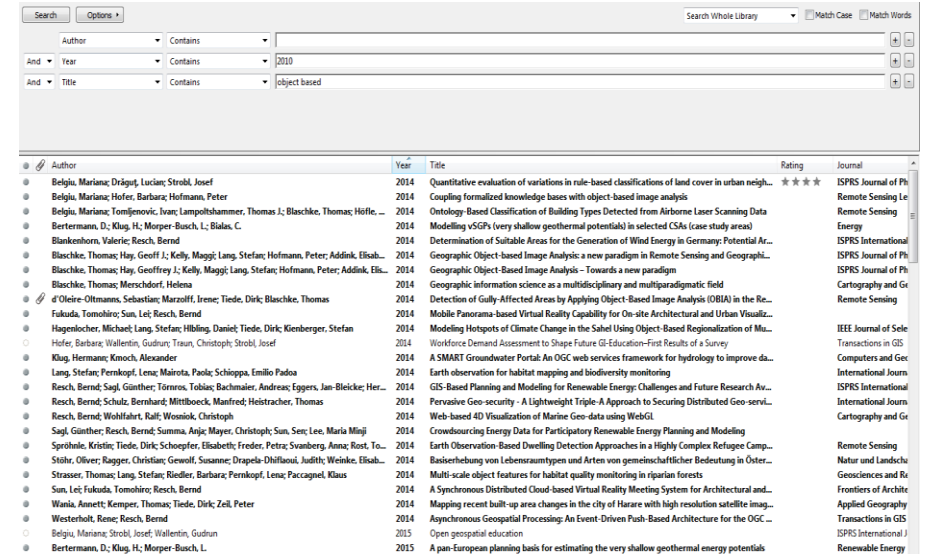 Search Options Search Whole Library Match Case Match Words
Author Contains
And Year Contains 2010
And Title Contains object based
Author Year Title Rating Journal
Belgiu, Mariana; Drăguţ, Lucian; Strobl, Josef 2014 Quantitative evaluation of variations in rule-based classifications of land cover in urban neigh... ★★★★ ISPRS Journal of Ph
Belgiu, Mariana; Hofer, Barbara; Hofmann, Peter 2014 Coupling formalized knowledge bases with object-based image analysis Remote Sensing Le
Belgiu, Mariana; Tomljenovic, Ivan; Lampoltshammer, Thomas J.; Blaschke, Thomas; Höfle, ... 2014 Ontology-Based Classification of Building Types Detected from Airborne Laser Scanning Data Remote Sensing
Bertermann, D.; Klug, H.; Morper-Busch, L.; Bialas, C. 2014 Modelling vSGPs (very shallow geothermal potentials) in selected CSAs (case study areas) Energy
Blankenhorn, Valerie; Resch, Bernd 2014 Determination of Suitable Areas for the Generation of Wind Energy in Germany: Potential Ar... ISPRS International
Blaschke, Thomas; Hay, Geoff J.; Kelly, Maggi; Lang, Stefan; Hofmann, Peter; Addink, Elisab... 2014 Geographic Object-based Image Analysis: a new paradigm in Remote Sensing and Geographi... ISPRS Journal of Ph
Blaschke, Thomas; Hay, Geoffrey J.; Kelly, Maggi; Lang, Stefan; Hofmann, Peter; Addink, Elis... 2014 Geographic Object-Based Image Analysis – Towards a new paradigm ISPRS Journal of Ph
Blaschke, Thomas; Merschdorf, Helena 2014 Geographic information science as a multidisciplinary and multiparadigmatic field Cartography and Ge
d'Oleire-Oltmanns, Sebastian; Marzolff, Irene; Tiede, Dirk; Blaschke, Thomas 2014 Detection of Gully-Affected Areas by Applying Object-Based Image Analysis (OBIA) in the Re... Remote Sensing
Fukuda, Tomohiro; Sun, Lei; Resch, Bernd 2014 Mobile Panorama-based Virtual Reality Capability for On-site Architectural and Urban Visualiz...
Hagenlocher, Michael; Lang, Stefan; Hlbling, Daniel; Tiede, Dirk; Kienberger, Stefan 2014 Modeling Hotspots of Climate Change in the Sahel Using Object-Based Regionalization of Mu... IEEE Journal of Sele
Hofer, Barbara; Wallentin, Gudrun; Traun, Christoph; Strobl, Josef 2014 Workforce Demand Assessment to Shape Future GI-Education–First Results of a Survey Transactions in GIS
Klug, Hermann; Kmoch, Alexander 2014 A SMART Groundwater Portal: An OGC web services framework for hydrology to improve da... Computers and Geo
Lang, Stefan; Pernkopf, Lena; Mairota, Paola; Schioppa, Emilio Padoa 2014 Earth observation for habitat mapping and biodiversity monitoring International Journ
Resch, Bernd; Sagl, Günther; Törnros, Tobias; Bachmaier, Andreas; Eggers, Jan-Bleicke; Her... 2014 GIS-Based Planning and Modeling for Renewable Energy: Challenges and Future Research Av... ISPRS International
Resch, Bernd; Schulz, Bernhard; Mittlboeck, Manfred; Heistracher, Thomas 2014 Pervasive Geo-security - A Lightweight Triple-A Approach to Securing Distributed Geo-servi... International Journ
Resch, Bernd; Wohlfahrt, Ralf; Wosniok, Christoph 2014 Web-based 4D Visualization of Marine Geo-data using WebGL Cartography and Ge
Sagl, Günther; Resch, Bernd; Summa, Anja; Mayer, Christoph; Sun, Sen; Lee, Maria Minji 2014 Crowdsourcing Energy Data for Participatory Renewable Energy Planning and Modeling
Spröhnle, Kristin; Tiede, Dirk; Schoepfer, Elisabeth; Freder, Petra; Svanberg, Anna; Rost, To... 2014 Earth Observation-Based Dwelling Detection Approaches in a Highly Complex Refugee Camp... Remote Sensing
Stöhr, Oliver; Ragger, Christian; Gewolf, Susanne; Drapela-Dhiflaoui, Judith; Weinke, Elisab... 2014 Basiserhebung von Lebensraumtypen und Arten von gemeinschaftlicher Bedeutung in Öster... Natur und Landscha
Strasser, Thomas; Lang, Stefan; Riedler, Barbara; Pernkopf, Lena; Paccagnel, Klaus 2014 Multi-scale object features for habitat quality monitoring in riparian forests Geosciences and Re
Sun, Lei; Fukuda, Tomohiro; Resch, Bernd 2014 A Synchronous Distributed Cloud-based Virtual Reality Meeting System for Architectural and... Frontiers of Archite
Wania, Annett; Kemper, Thomas; Tiede, Dirk; Zeil, Peter 2014 Mapping recent built-up area changes in the city of Harare with high resolution satellite imag... Applied Geography
Westerholt, Rene; Resch, Bernd 2014 Asynchronous Geospatial Processing: An Event-Driven Push-Based Architecture for the OGC ... Transactions in GIS
Belgiu, Mariana; Strobl, Josef; Wallentin, Gudrun 2015 Open geospatial education ISPRS International J
Bertermann, D.; Klug, H.; Morper-Busch, L. 2015 A pan-European planning basis for estimating the very shallow geothermal energy potentials Renewable Energy